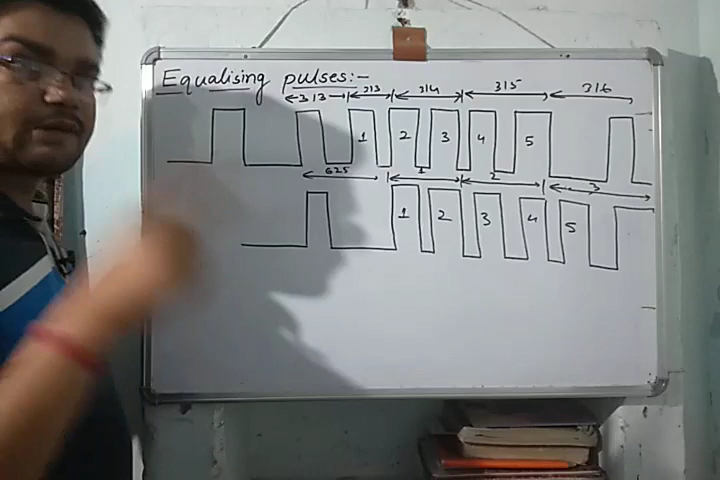 Equalising pulses:-
313 313 314 315 316
1 2 3 4 5
625 1 2 3
1 2 3 4 5